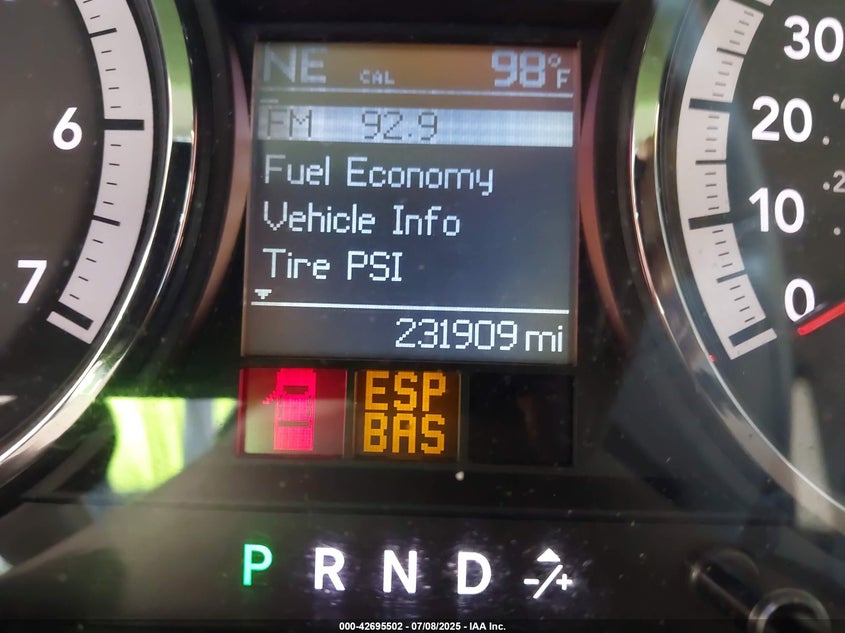 NE CAL 98°F
FM 92.9
Fuel Economy
Vehicle Info
Tire PSI
231909 mi
ESP
BAS
P R N D -/+
6
7
30
20
10
0
000-42695502 - 07/08/2025 - IAA Inc.